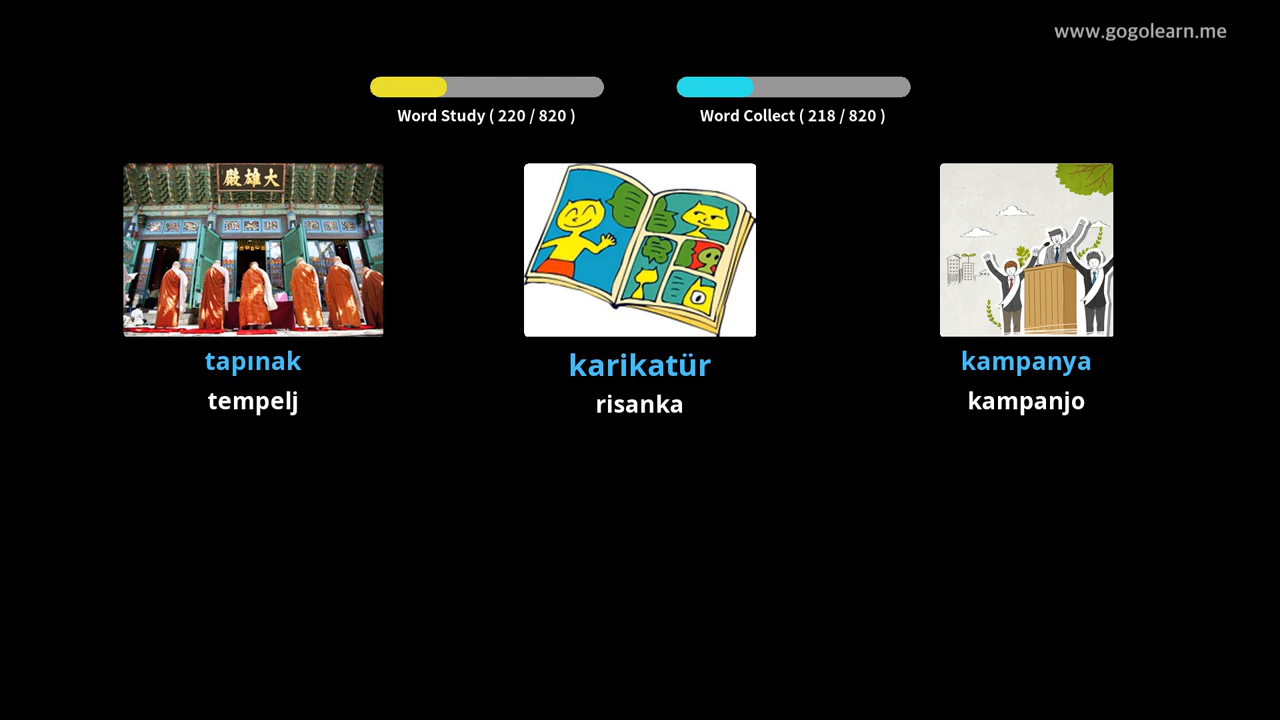 www.gogolearn.me
Word Study ( 220 / 820 )
Word Collect ( 218 / 820 )
殿雄大
tapınak
karikatür
kampanya
tempelj
risanka
kampanjo